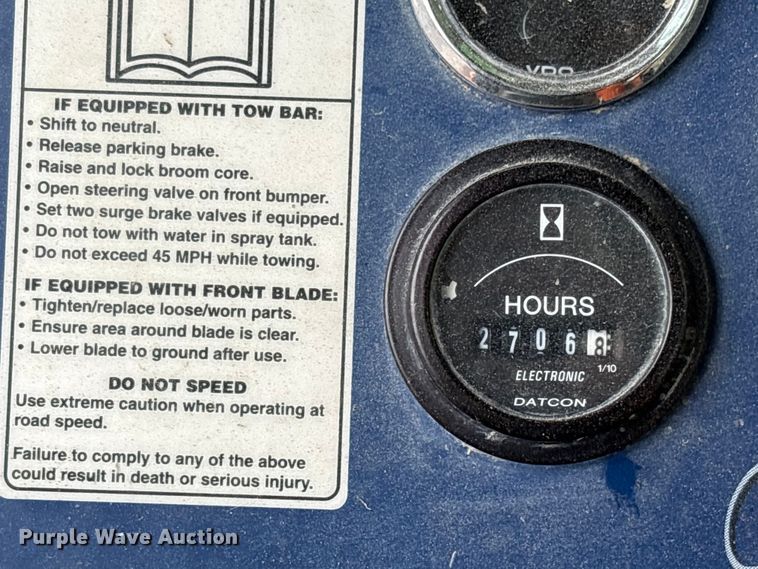 IF EQUIPPED WITH TOW BAR:
• Shift to neutral.
• Release parking brake.
• Raise and lock broom core.
• Open steering valve on front bumper.
• Set two surge brake valves if equipped.
• Do not tow with water in spray tank.
• Do not exceed 45 MPH while towing.
IF EQUIPPED WITH FRONT BLADE:
• Tighten/replace loose/worn parts.
• Ensure area around blade is clear.
• Lower blade to ground after use.
DO NOT SPEED
Use extreme caution when operating at
road speed.
Failure to comply to any of the above
could result in death or serious injury.
VDO
HOURS
2706 8
1/10
ELECTRONIC
DATCON
Purple Wave Auction